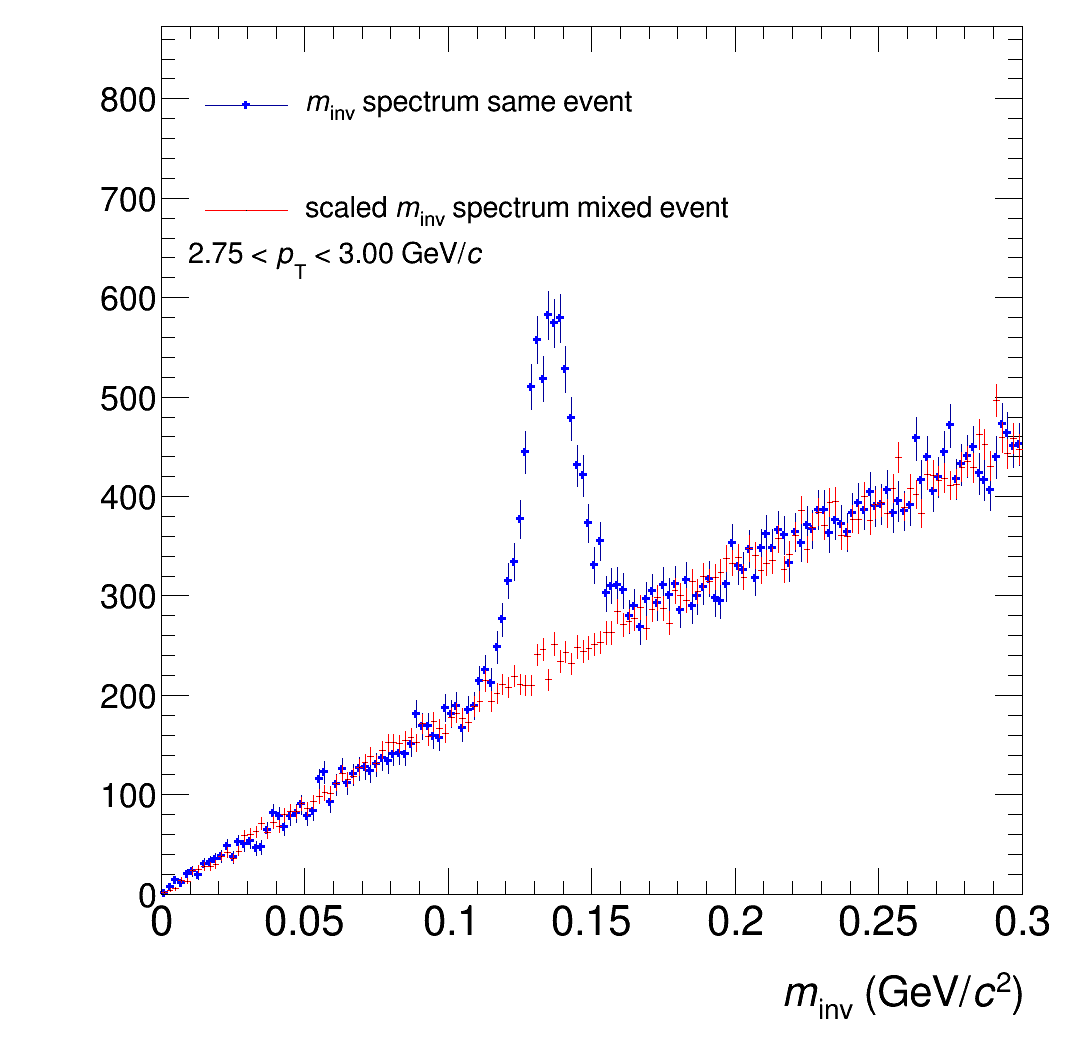 800
700
600
500
400
300
200
100
0
m_inv spectrum same event
scaled m_inv spectrum mixed event
2.75 < p_T < 3.00 GeV/c
0 0.05 0.1 0.15 0.2 0.25 0.3
m_inv (GeV/c²)